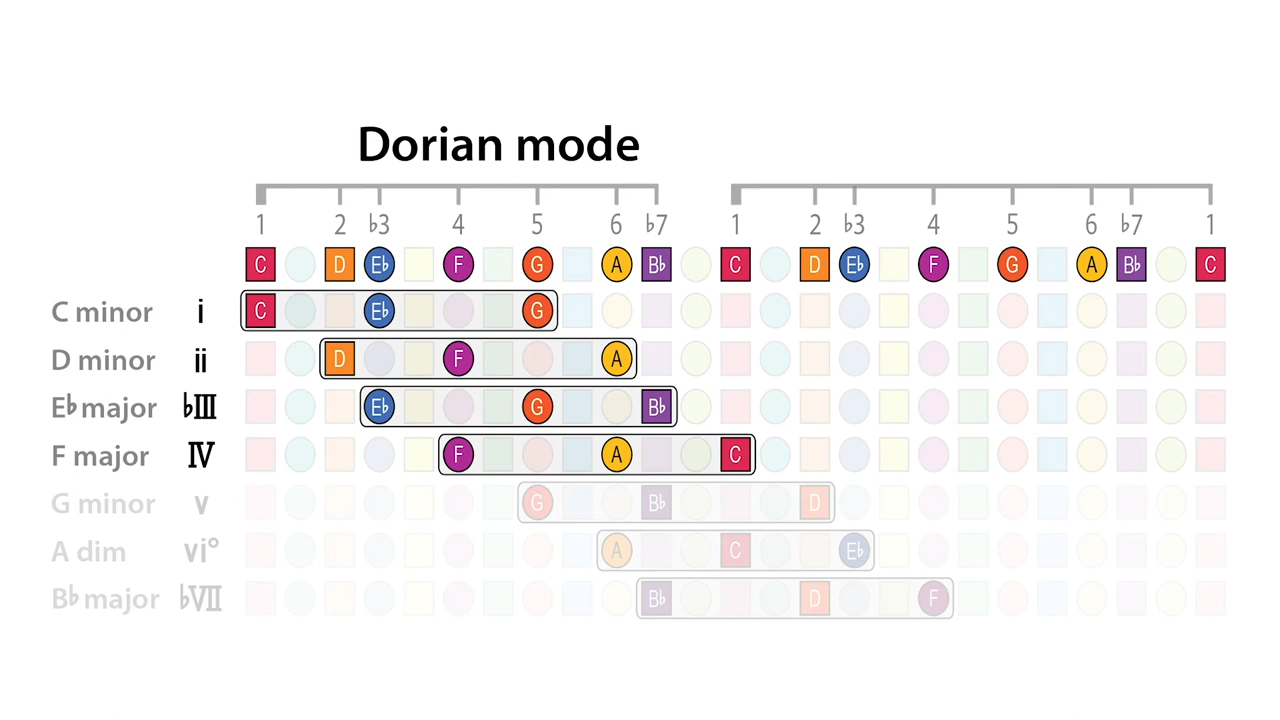 Dorian mode
1 2 ♭3 4 5 6 ♭7 1 2 ♭3 4 5 6 ♭7 1
C D E♭ F G A B♭ C D E♭ F G A B♭ C
C minor i C E♭ G
D minor ii D F A
E♭ major ♭III E♭ G B♭
F major IV F A C
G minor v G B♭ D
A dim vi° A C E♭
B♭ major ♭VII B♭ D F